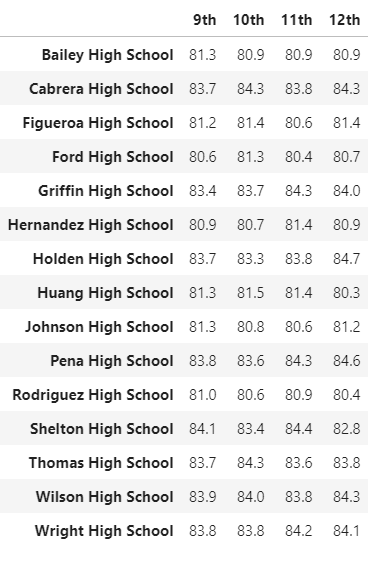 9th 10th 11th 12th
Bailey High School 81.3 80.9 80.9 80.9
Cabrera High School 83.7 84.3 83.8 84.3
Figueroa High School 81.2 81.4 80.6 81.4
Ford High School 80.6 81.3 80.4 80.7
Griffin High School 83.4 83.7 84.3 84.0
Hernandez High School 80.9 80.7 81.4 80.9
Holden High School 83.7 83.3 83.8 84.7
Huang High School 81.3 81.5 81.4 80.3
Johnson High School 81.3 80.8 80.6 81.2
Pena High School 83.8 83.6 84.3 84.6
Rodriguez High School 81.0 80.6 80.9 80.4
Shelton High School 84.1 83.4 84.4 82.8
Thomas High School 83.7 84.3 83.6 83.8
Wilson High School 83.9 84.0 83.8 84.3
Wright High School 83.8 83.8 84.2 84.1